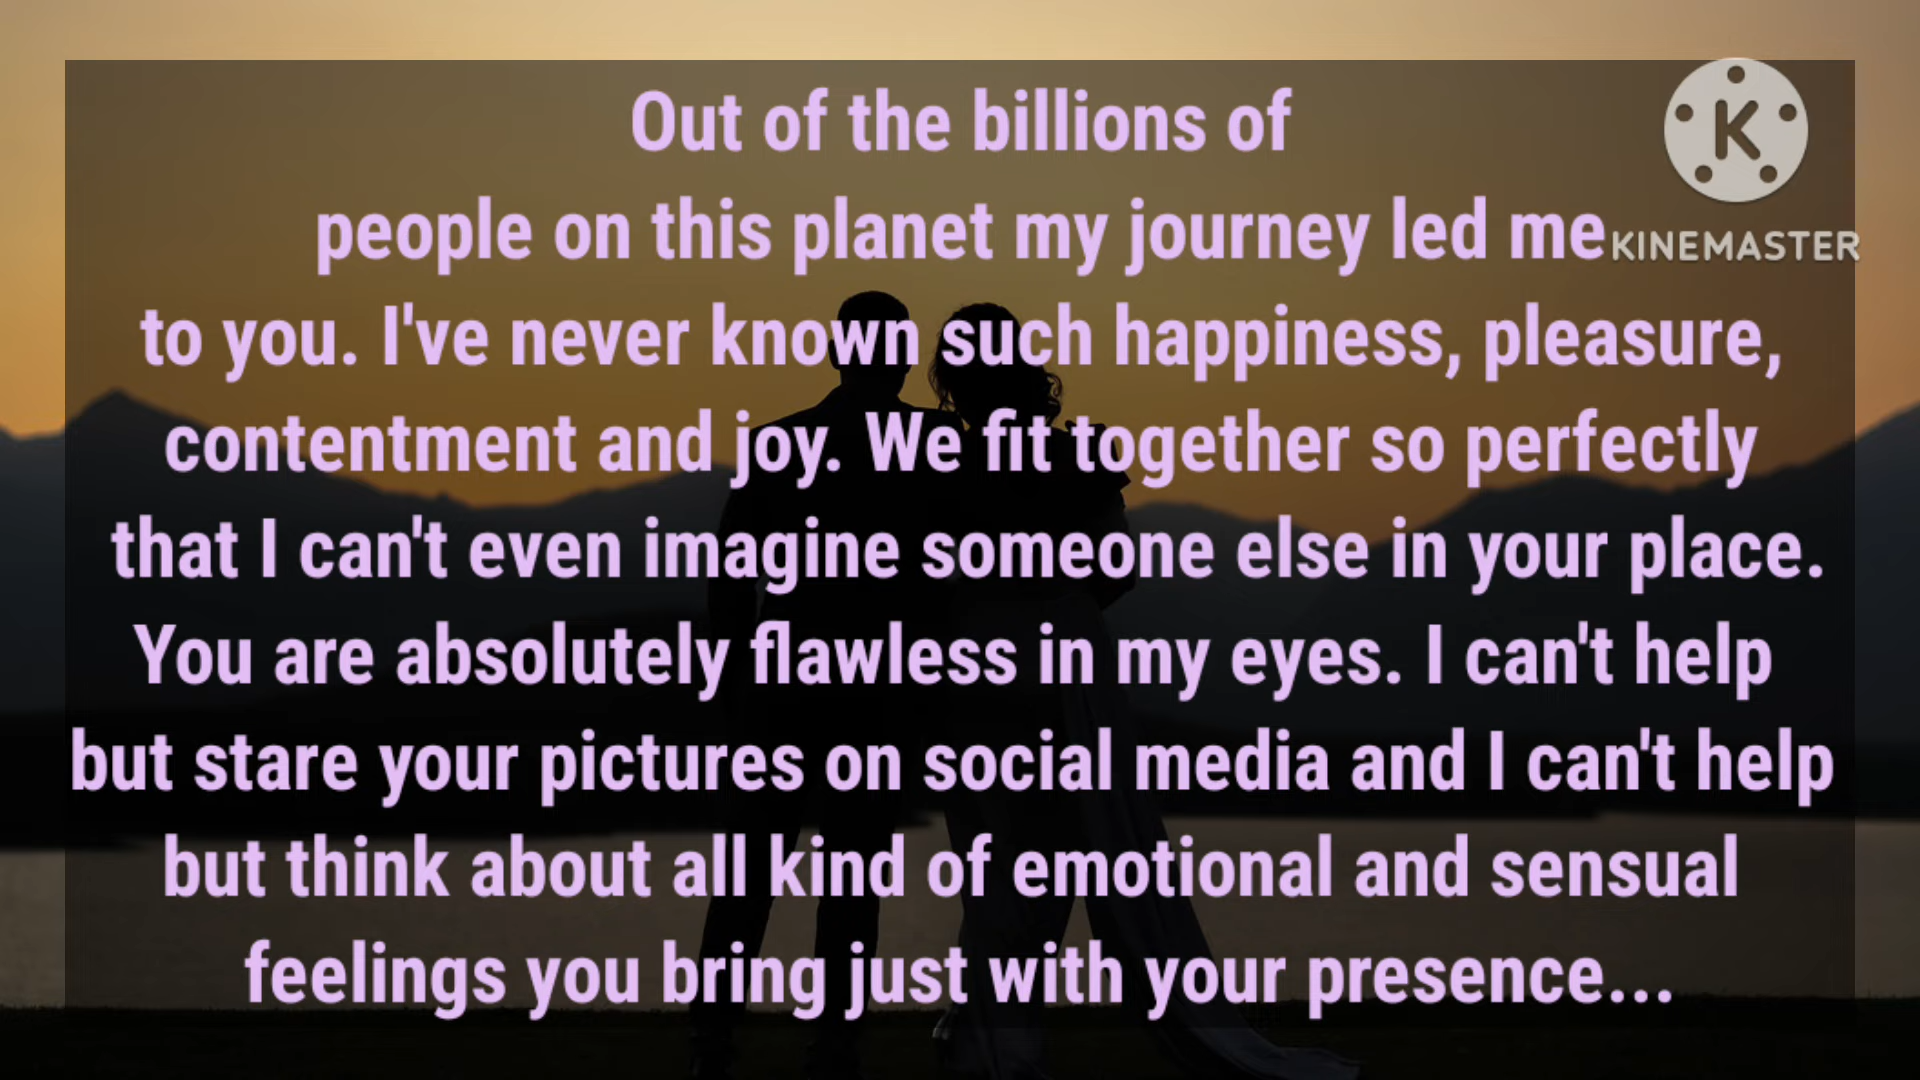 Out of the billions of
people on this planet my journey led me
to you. I've never known such happiness, pleasure,
contentment and joy. We fit together so perfectly
that I can't even imagine someone else in your place.
You are absolutely flawless in my eyes. I can't help
but stare your pictures on social media and I can't help
but think about all kind of emotional and sensual
feelings you bring just with your presence...
K
KINEMASTER